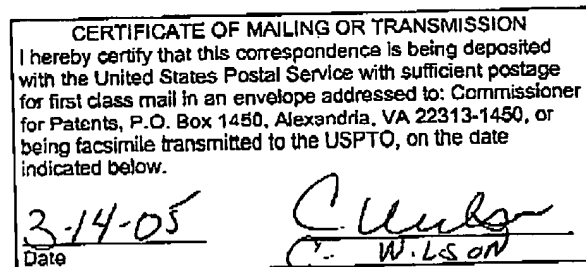 CERTIFICATE OF MAILING OR TRANSMISSION
I hereby certify that this correspondence is being deposited
with the United States Postal Service with sufficient postage
for first class mail in an envelope addressed to: Commissioner
for Patents, P.O. Box 1450, Alexandria, VA 22313-1450, or
being facsimile transmitted to the USPTO, on the date
indicated below.
3-14-05 C. Wilson
Date C. WILSON